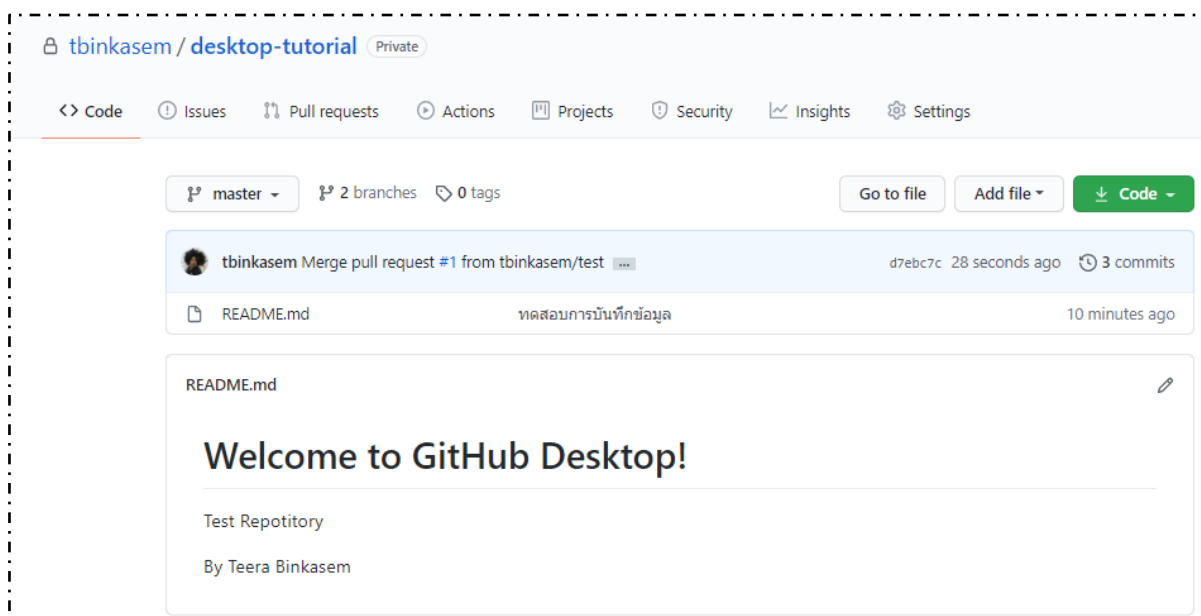 tbinkasem / desktop-tutorial Private
<> Code Issues Pull requests Actions Projects Security Insights Settings
master 2 branches 0 tags Go to file Add file Code
tbinkasem Merge pull request #1 from tbinkasem/test ... d7ebc7c 28 seconds ago 3 commits
README.md ทดสอบการบันทึกข้อมูล 10 minutes ago
README.md
Welcome to GitHub Desktop!
Test Repotitory
By Teera Binkasem